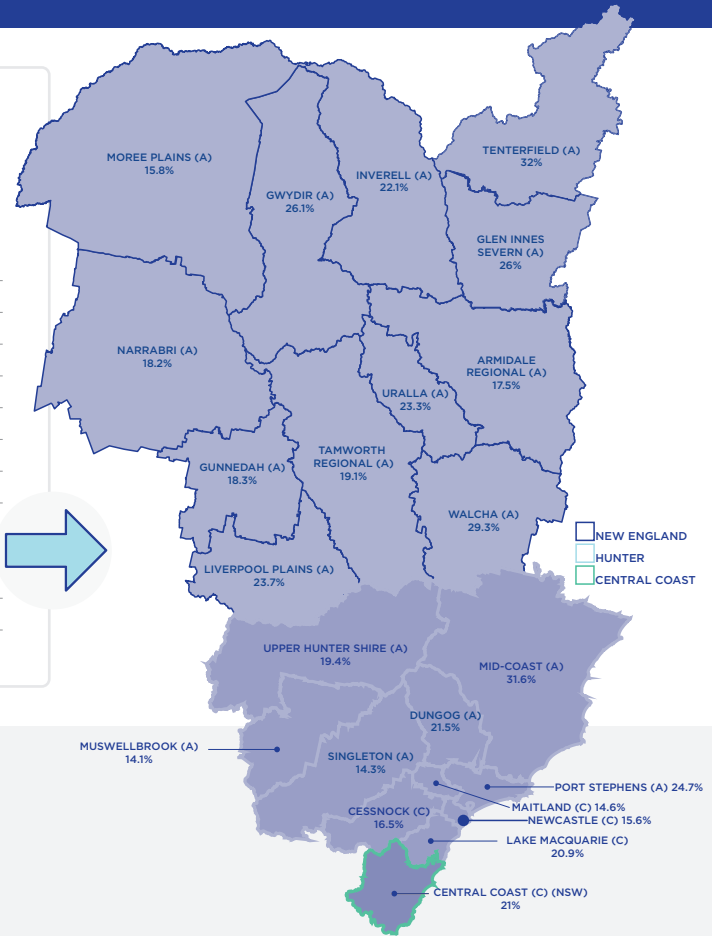 TENTERFIELD (A)
32%
MOREE PLAINS (A)
15.8%
INVERELL (A)
22.1%
GWYDIR (A)
26.1%
GLEN INNES
SEVERN (A)
26%
NARRABRI (A)
18.2%
ARMIDALE
REGIONAL (A)
17.5%
URALLA (A)
23.3%
TAMWORTH
REGIONAL (A)
19.1%
GUNNEDAH (A)
18.3%
WALCHA (A)
29.3%
NEW ENGLAND
HUNTER
CENTRAL COAST
LIVERPOOL PLAINS (A)
23.7%
UPPER HUNTER SHIRE (A)
19.4%
MID-COAST (A)
31.6%
DUNGOG (A)
21.5%
MUSWELLBROOK (A)
14.1%
SINGLETON (A)
14.3%
PORT STEPHENS (A) 24.7%
MAITLAND (C) 14.6%
CESSNOCK (C)
16.5%
NEWCASTLE (C) 15.6%
LAKE MACQUARIE (C)
20.9%
CENTRAL COAST (C) (NSW)
21%